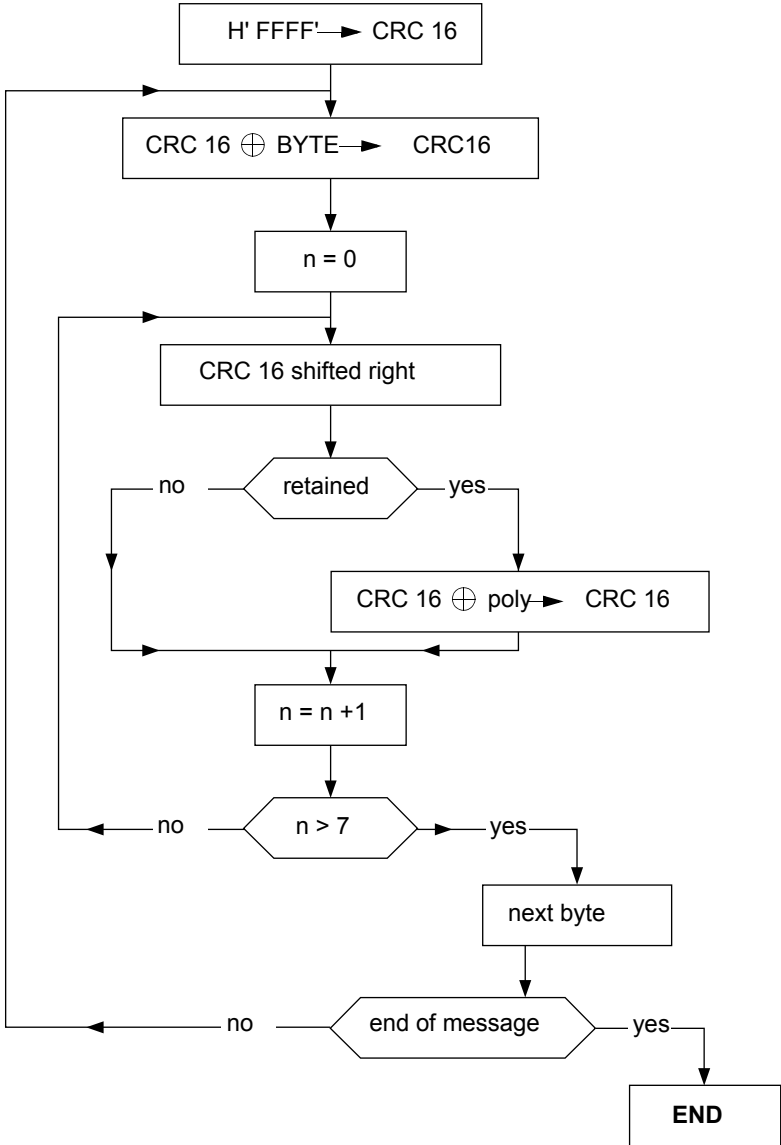 H' FFFF' → CRC 16
CRC 16 ⊕ BYTE → CRC16
n = 0
CRC 16 shifted right
no retained yes
CRC 16 ⊕ poly → CRC 16
n = n +1
no n > 7 yes
next byte
no end of message yes
END